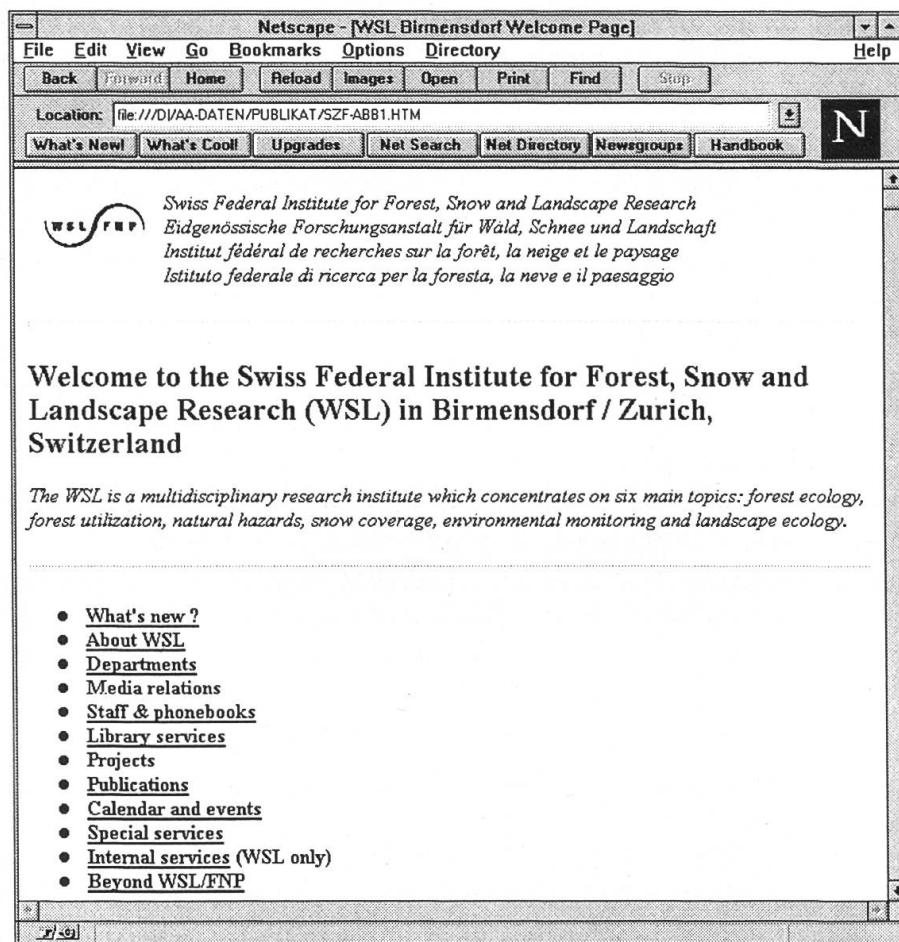 Netscape - [WSL Birmensdorf Welcome Page]
File Edit View Go Bookmarks Options Directory Help
Back Forward Home Reload Images Open Print Find Stop
Location: file:///D|/AA-DATEN/PUBLIKAT/SZF-ABB1.HTM
N
What's New! What's Cool! Upgrades Net Search Net Directory Newsgroups Handbook
WSL FNP
Swiss Federal Institute for Forest, Snow and Landscape Research
Eidgenössische Forschungsanstalt für Wald, Schnee und Landschaft
Institut fédéral de recherches sur la forêt, la neige et le paysage
Istituto federale di ricerca per la foresta, la neve e il paesaggio
Welcome to the Swiss Federal Institute for Forest, Snow and
Landscape Research (WSL) in Birmensdorf / Zurich,
Switzerland
The WSL is a multidisciplinary research institute which concentrates on six main topics: forest ecology,
forest utilization, natural hazards, snow coverage, environmental monitoring and landscape ecology.
What's new ?
About WSL
Departments
Media relations
Staff & phonebooks
Library services
Projects
Publications
Calendar and events
Special services
Internal services (WSL only)
Beyond WSL/FNP